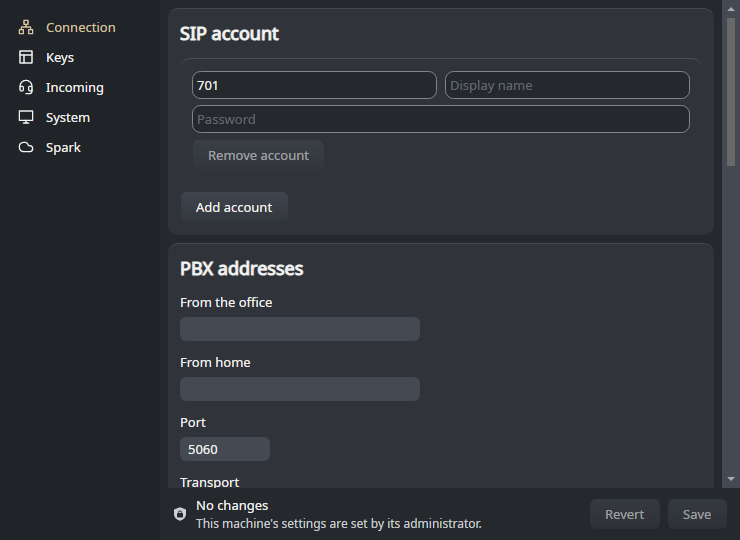 Connection
Keys
Incoming
System
Spark
SIP account
701
Display name
Password
Remove account
Add account
PBX addresses
From the office
From home
Port
5060
Transport
No changes
This machine's settings are set by its administrator.
Revert
Save